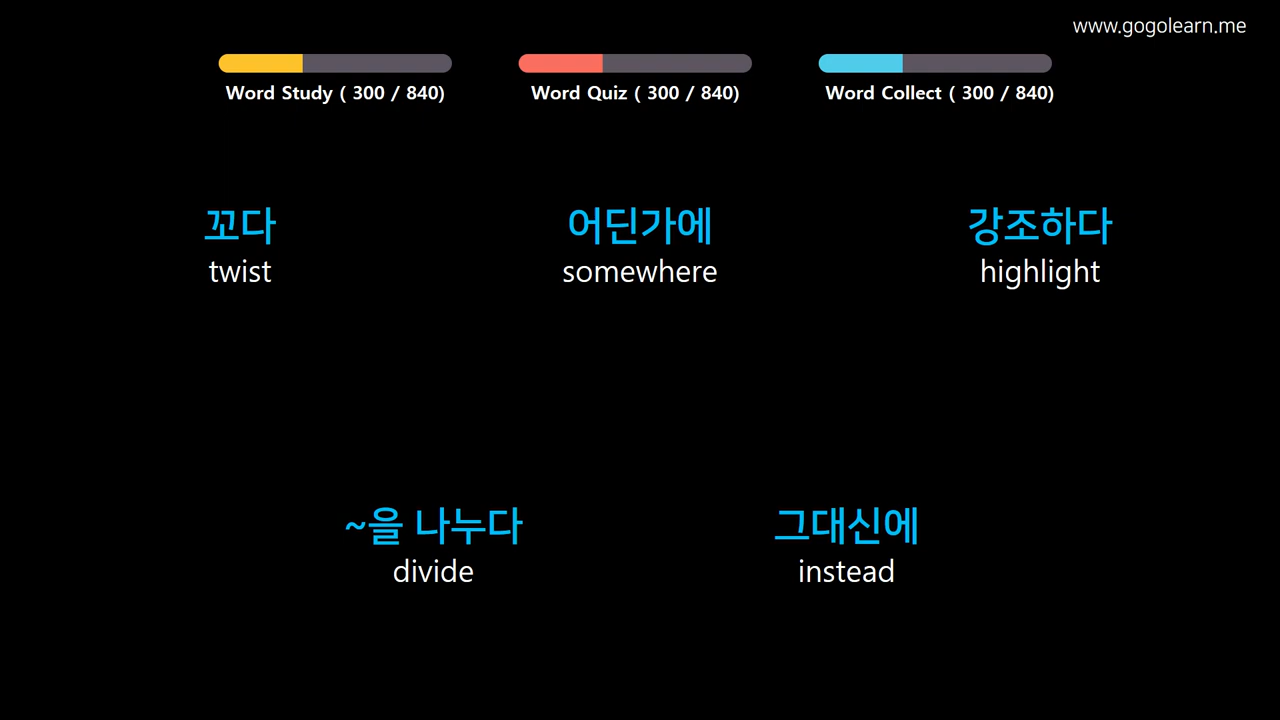 www.gogolearn.me
Word Study ( 300 / 840)
Word Quiz ( 300 / 840)
Word Collect ( 300 / 840)
꼬다
twist
어딘가에
somewhere
강조하다
highlight
~을 나누다
divide
그대신에
instead